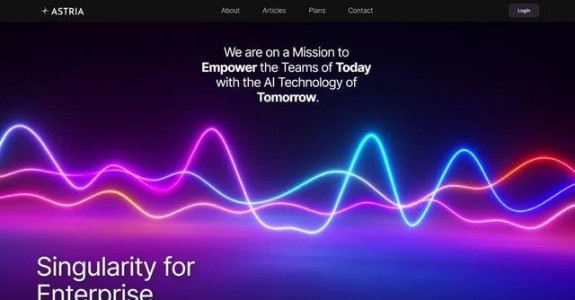 ASTRIA
About
Articles
Plans
Contact
Login
We are on a Mission to
Empower the Teams of Today
with the AI Technology of
Tomorrow.
Singularity for
Enterprise